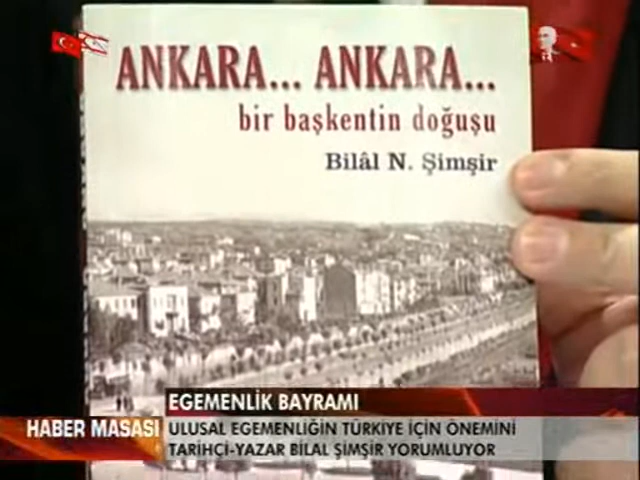 ANKARA... ANKARA...
bir başkentin doğuşu
Bilâl N. Şimşir
EGEMENLİK BAYRAMI
HABER MASASI
ULUSAL EGEMENLİĞİN TÜRKİYE İÇİN ÖNEMİNİ
TARİHÇİ-YAZAR BİLAL ŞİMŞİR YORUMLUYOR